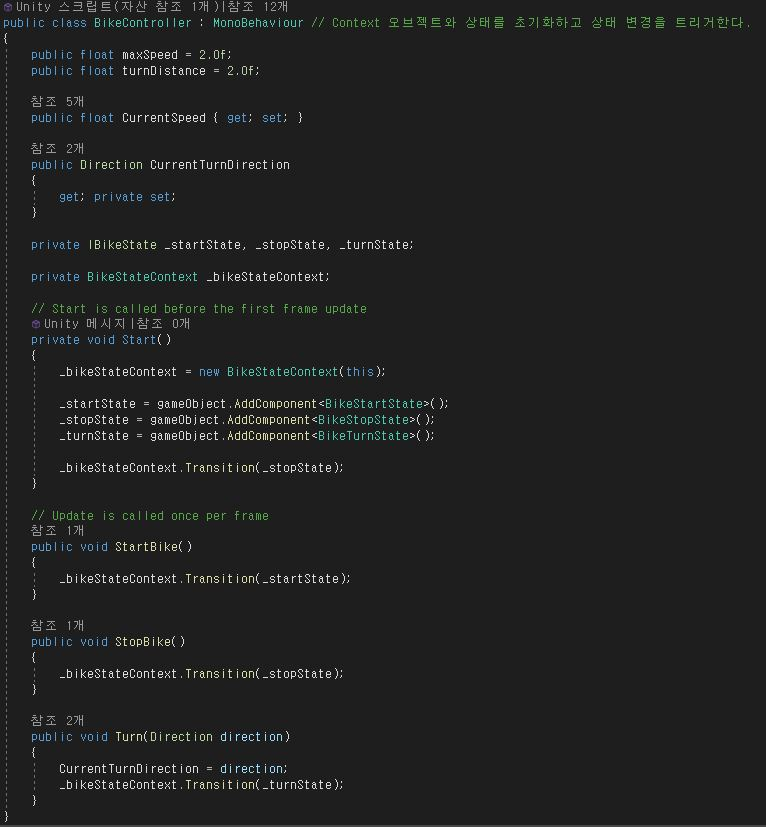 Unity 스크립트(자산 참조 1개)|참조 12개
public class BikeController : MonoBehaviour // Context 오브젝트와 상태를 초기화하고 상태 변경을 트리거한다.
{
public float maxSpeed = 2.0f;
public float turnDistance = 2.0f;
참조 5개
public float CurrentSpeed { get; set; }
참조 2개
public Direction CurrentTurnDirection
{
get; private set;
}
private IBikeState _startState, _stopState, _turnState;
private BikeStateContext _bikeStateContext;
// Start is called before the first frame update
Unity 메시지|참조 0개
private void Start()
{
_bikeStateContext = new BikeStateContext(this);
_startState = gameObject.AddComponent<BikeStartState>();
_stopState = gameObject.AddComponent<BikeStopState>();
_turnState = gameObject.AddComponent<BikeTurnState>();
_bikeStateContext.Transition(_stopState);
}
// Update is called once per frame
참조 1개
public void StartBike()
{
_bikeStateContext.Transition(_startState);
}
참조 1개
public void StopBike()
{
_bikeStateContext.Transition(_stopState);
}
참조 2개
public void Turn(Direction direction)
{
CurrentTurnDirection = direction;
_bikeStateContext.Transition(_turnState);
}
}